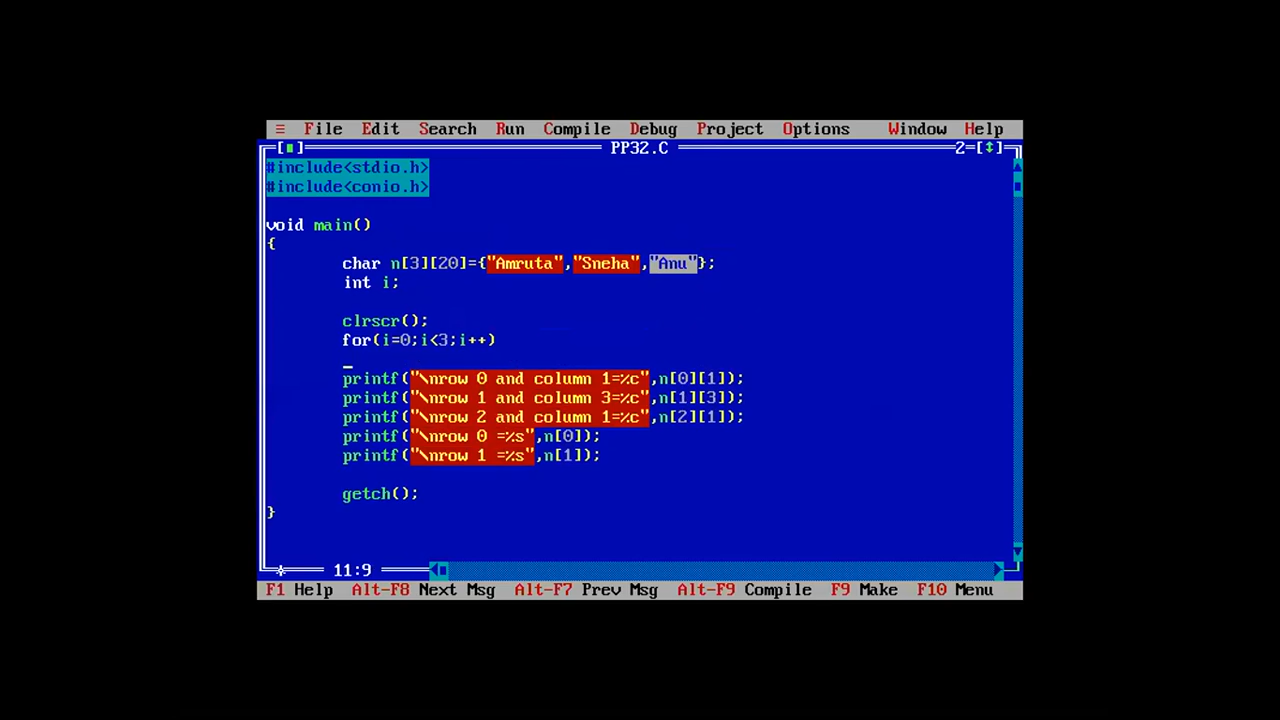 ≡ File Edit Search Run Compile Debug Project Options Window Help
[■] PP32.C 2=[↕]
#include<stdio.h>
#include<conio.h>
void main()
{
char n[3][20]={"Amruta","Sneha","Anu"};
int i;
clrscr();
for(i=0;i<3;i++)
_
printf("\nrow 0 and column 1=%c",n[0][1]);
printf("\nrow 1 and column 3=%c",n[1][3]);
printf("\nrow 2 and column 1=%c",n[2][1]);
printf("\nrow 0 =%s",n[0]);
printf("\nrow 1 =%s",n[1]);
getch();
}
11:9
F1 Help Alt-F8 Next Msg Alt-F7 Prev Msg Alt-F9 Compile F9 Make F10 Menu